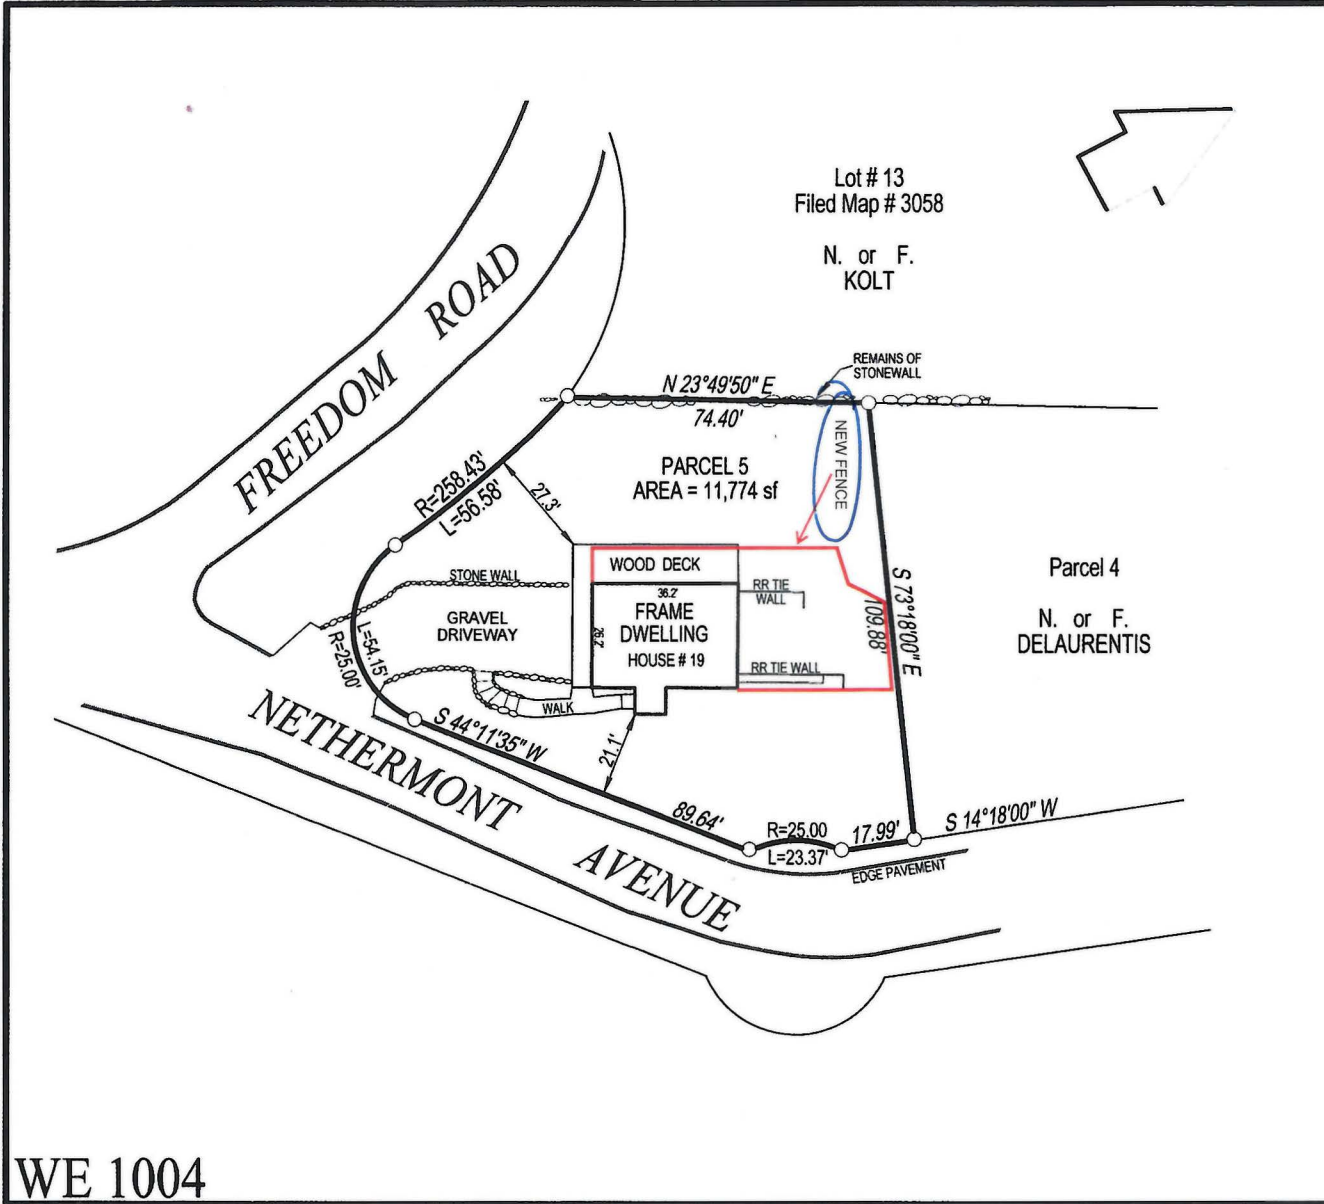 Lot # 13
Filed Map # 3058
N. or F.
KOLT
FREEDOM ROAD
REMAINS OF
STONEWALL
N 23°49'50" E
74.40'
NEW FENCE
PARCEL 5
AREA = 11,774 sf
R=258.43'
L=56.58'
27.3'
WOOD DECK
Parcel 4
N. or F.
DELAURENTIS
STONE WALL
RR TIE
WALL
36.2'
FRAME
DWELLING
HOUSE # 19
26.2'
GRAVEL
DRIVEWAY
S 73°18'00" E
109.88'
L=54.15'
R=25.00'
RR TIE WALL
WALK
NETHERMONT AVENUE
S 44°11'35" W
21.1'
89.64'
R=25.00
L=23.37'
17.99'
S 14°18'00" W
EDGE PAVEMENT
WE 1004